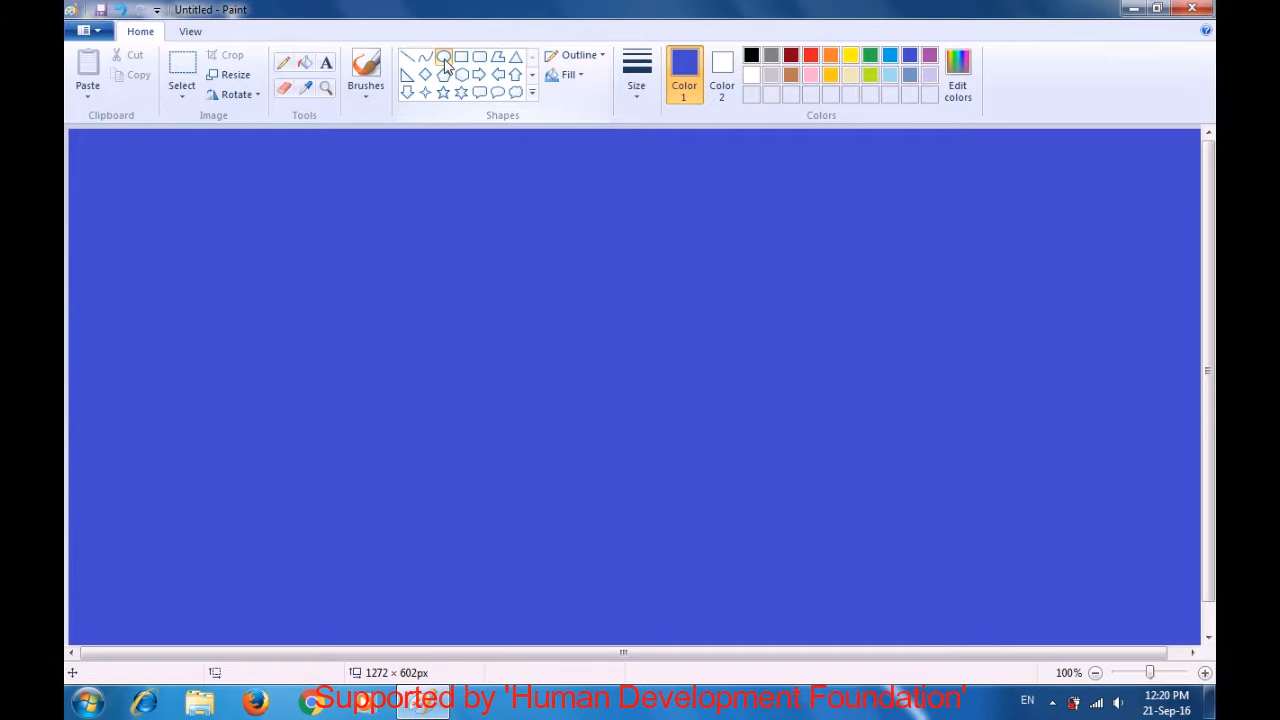 Untitled - Paint
Home
View
Paste
Cut
Copy
Clipboard
Select
Crop
Resize
Rotate
Image
A
Tools
Brushes
Shapes
Outline
Fill
Size
Color 1
Color 2
Edit colors
Colors
1272 × 602px
100%
EN
12:20 PM
21-Sep-16
Supported by 'Human Development Foundation'